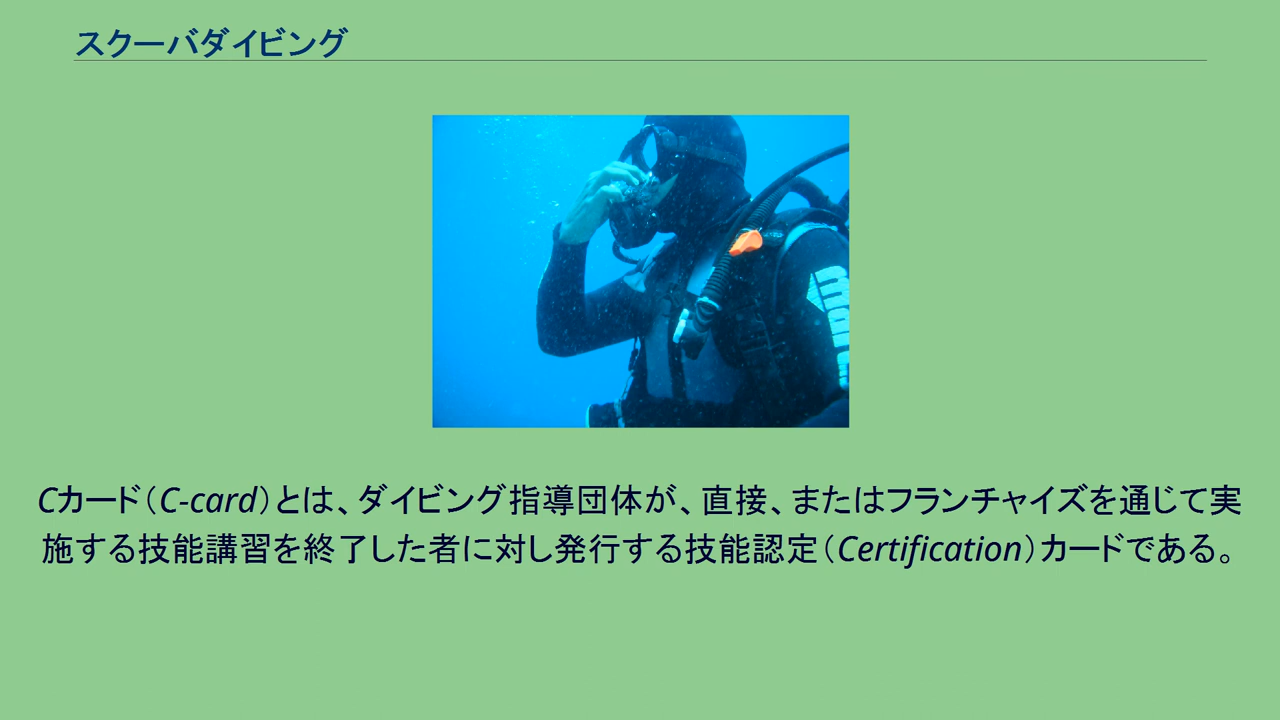 スクーバダイビング
Cカード（C-card）とは、ダイビング指導団体が、直接、またはフランチャイズを通じて実
施する技能講習を終了した者に対し発行する技能認定（Certification）カードである。